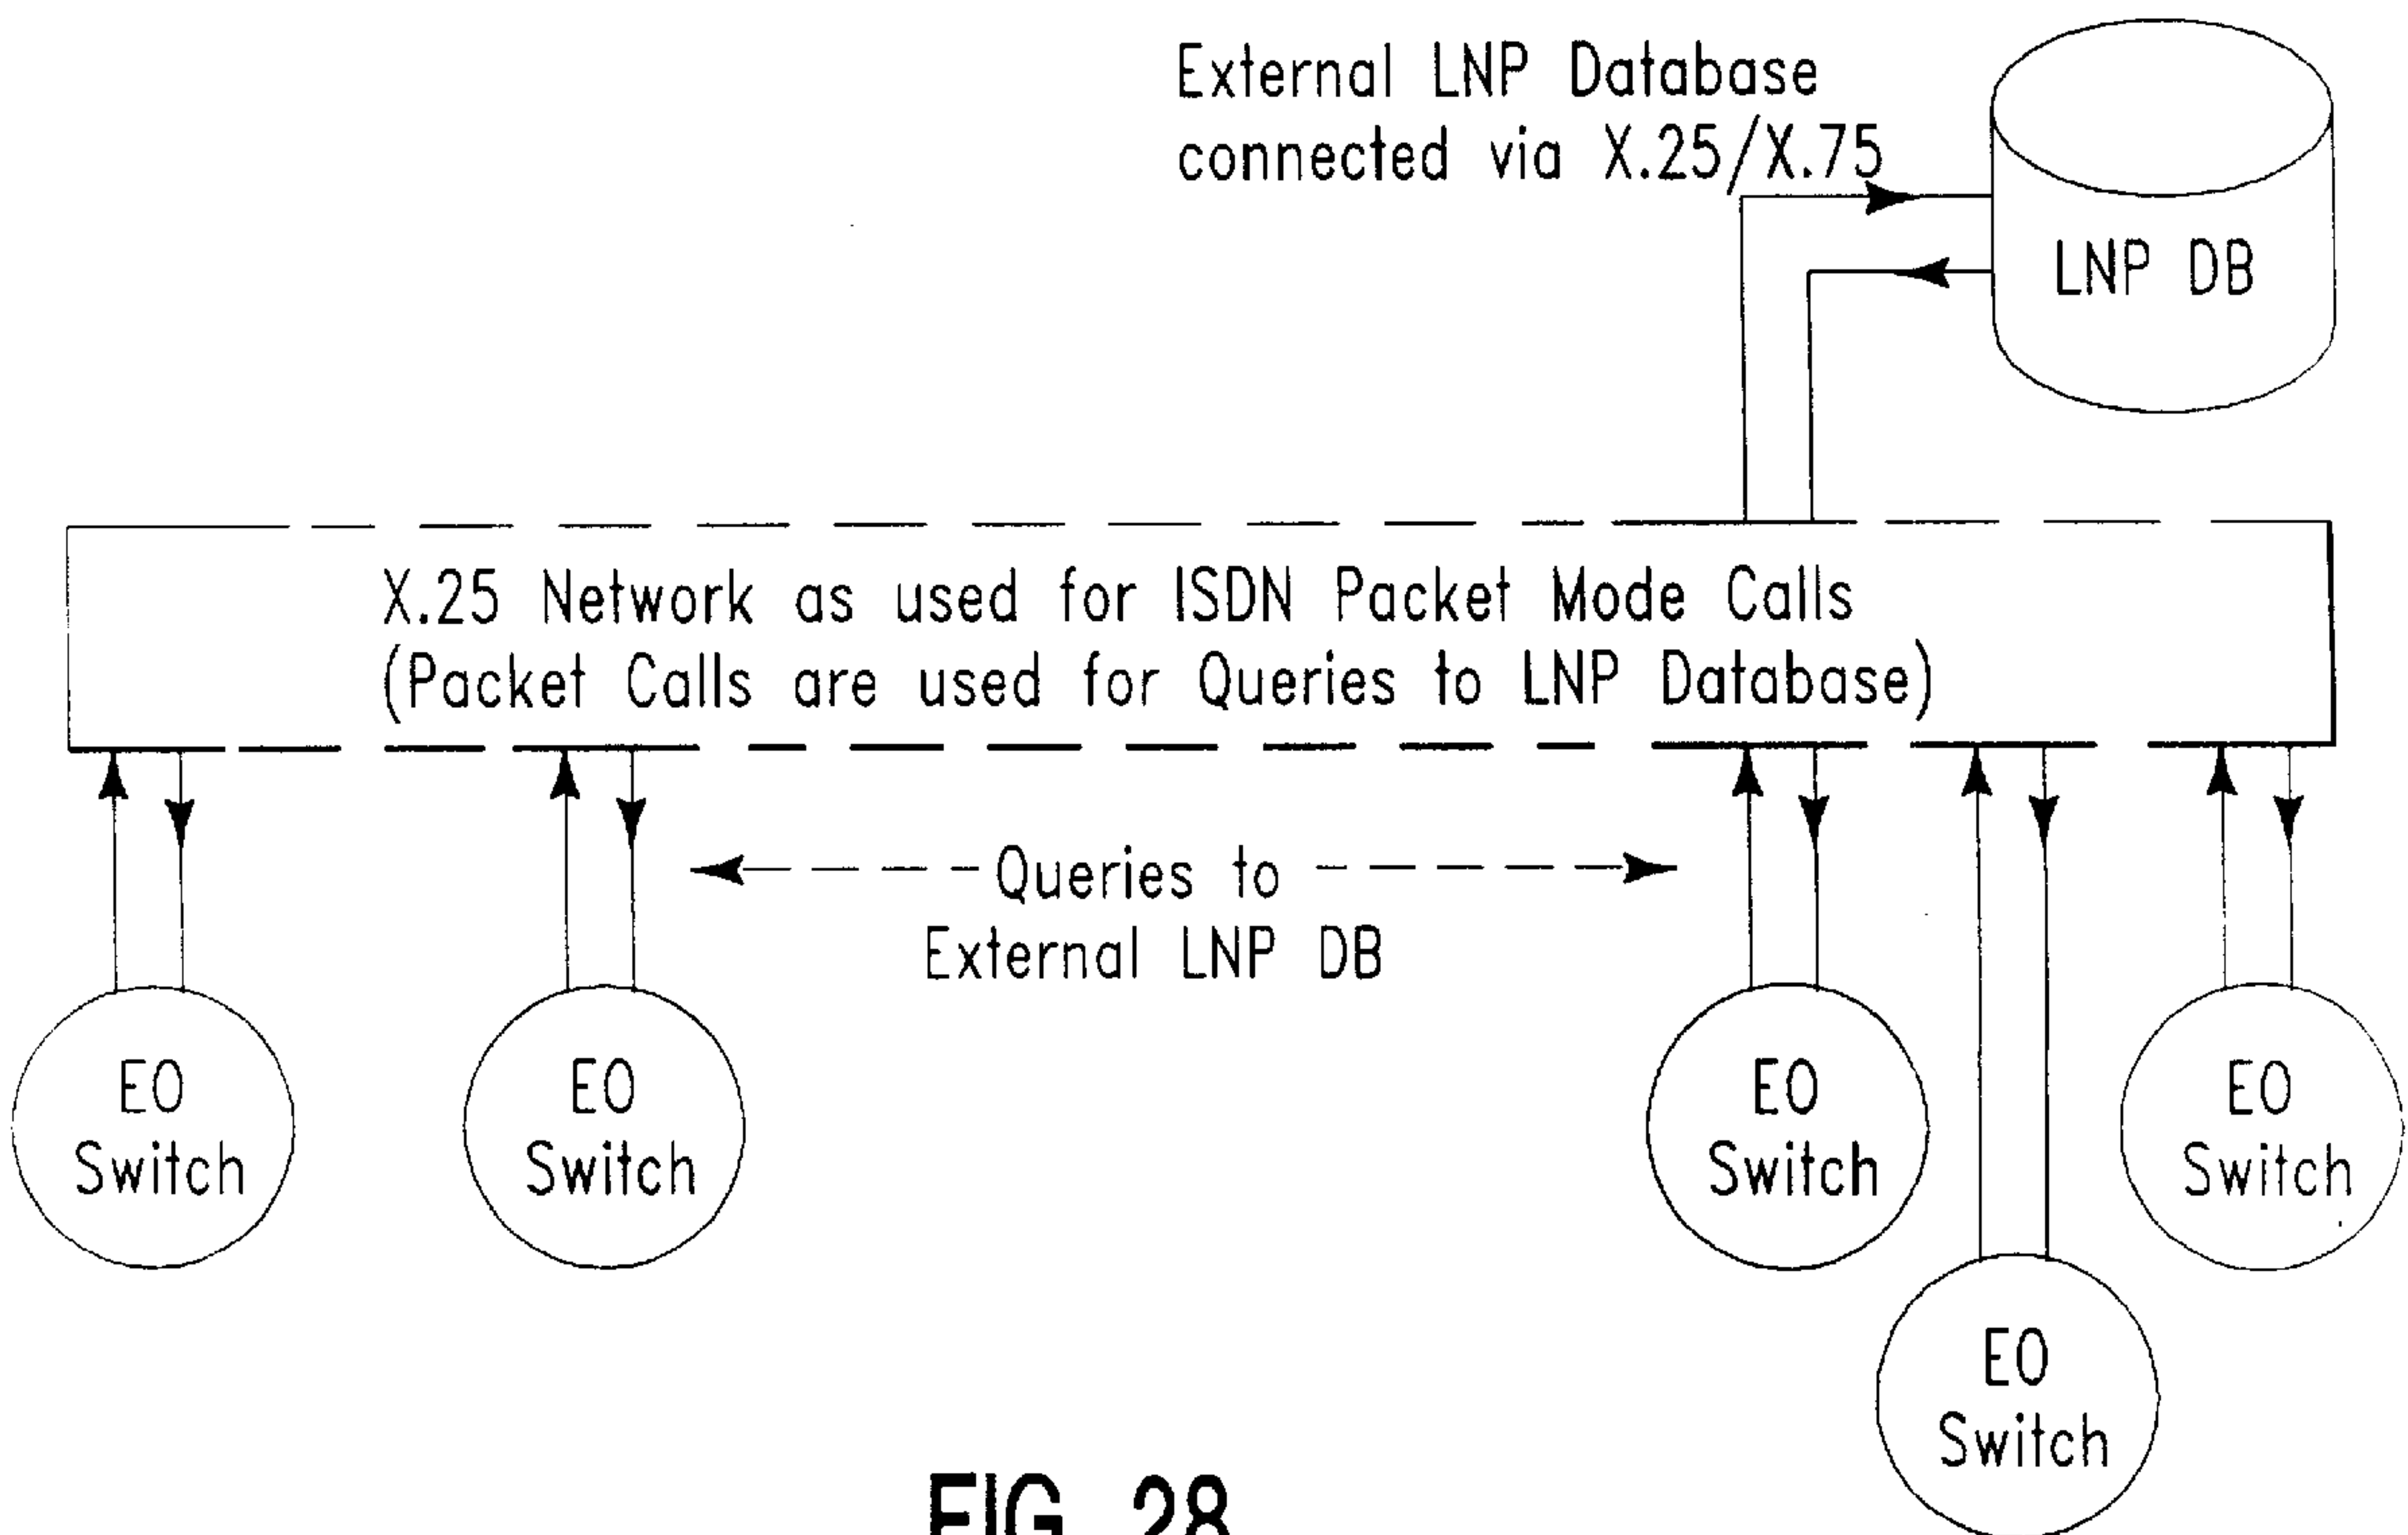 External LNP Database
connected via X.25/X.75
LNP DB
X.25 Network as used for ISDN Packet Mode Calls
(Packet Calls are used for Queries to LNP Database)
Queries to
External LNP DB
EO
Switch
EO
Switch
EO
Switch
EO
Switch
EO
Switch
FIG. 28